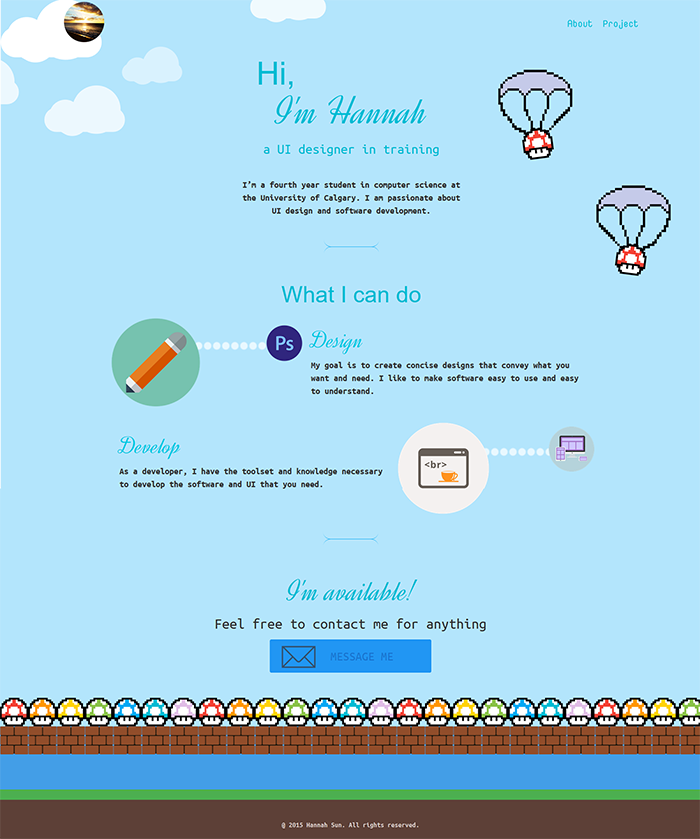 About Project
Hi,
I'm Hannah
a UI designer in training
I'm a fourth year student in computer science at
the University of Calgary. I am passionate about
UI design and software development.
What I can do
Ps
Design
My goal is to create concise designs that convey what you
want and need. I like to make software easy to use and easy
to understand.
Develop
As a developer, I have the toolset and knowledge necessary
to develop the software and UI that you need.
<br>
I'm available!
Feel free to contact me for anything
MESSAGE ME
@ 2015 Hannah Sun. All rights reserved.